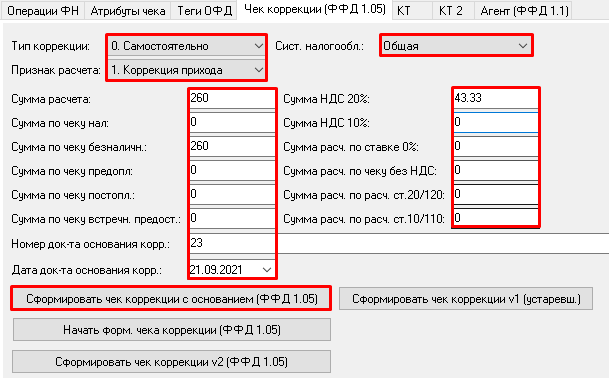 Операции ФН Атрибуты чека Теги ОФД Чек коррекции (ФФД 1.05) КТ КТ 2 Агент (ФФД 1.1)
Тип коррекции: 0. Самостоятельно Сист. налогообл.: Общая
Признак расчета: 1. Коррекция прихода
Сумма расчета: 260 Сумма НДС 20%: 43.33
Сумма по чеку нал: 0 Сумма НДС 10%: 0
Сумма по чеку безналичн.: 260 Сумма расч. по ставке 0%: 0
Сумма по чеку предопл: 0 Сумма расч. по чеку без НДС: 0
Сумма по чеку постопл.: 0 Сумма расч. по расч. ст.20/120: 0
Сумма по чеку встречн. предост.: 0 Сумма расч. по расч. ст.10/110: 0
Номер док-та основания корр.: 23
Дата док-та основания корр.: 21.09.2021
Сформировать чек коррекции с основанием (ФФД 1.05) Сформировать чек коррекции v1 (устаревш.)
Начать форм. чека коррекции (ФФД 1.05)
Сформировать чек коррекции v2 (ФФД 1.05)